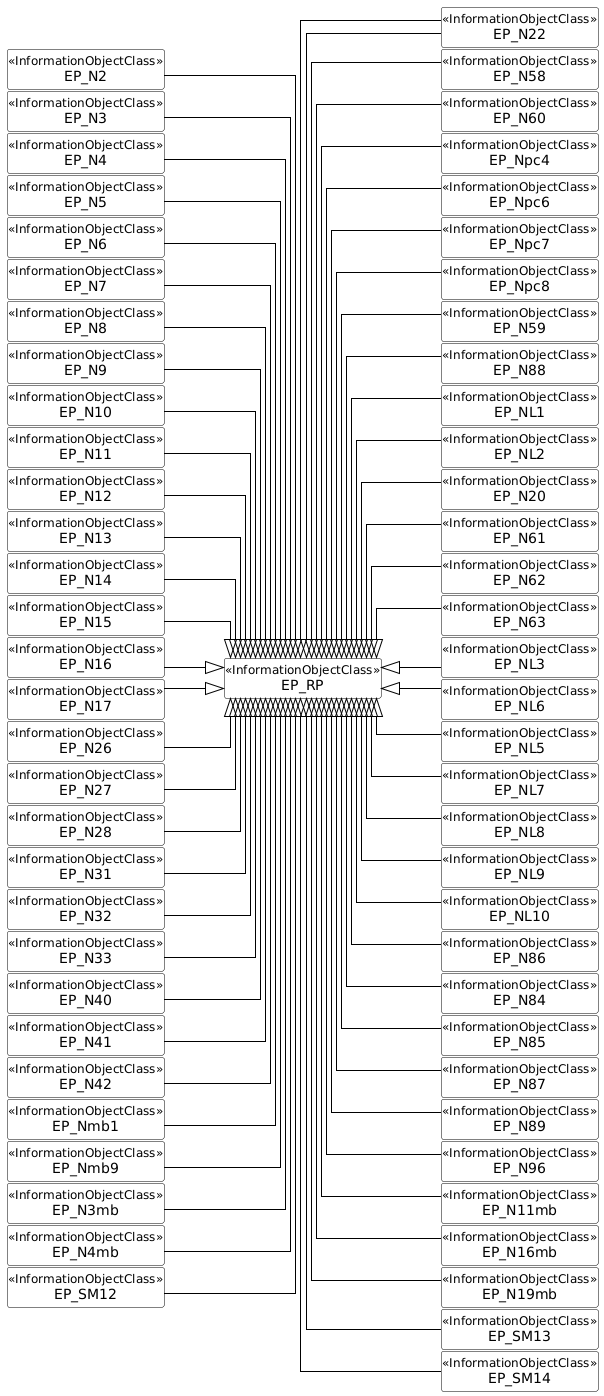 «InformationObjectClass»
EP_N2
«InformationObjectClass»
EP_N3
«InformationObjectClass»
EP_N4
«InformationObjectClass»
EP_N5
«InformationObjectClass»
EP_N6
«InformationObjectClass»
EP_N7
«InformationObjectClass»
EP_N8
«InformationObjectClass»
EP_N9
«InformationObjectClass»
EP_N10
«InformationObjectClass»
EP_N11
«InformationObjectClass»
EP_N12
«InformationObjectClass»
EP_N13
«InformationObjectClass»
EP_N14
«InformationObjectClass»
EP_N15
«InformationObjectClass»
EP_N16
«InformationObjectClass»
EP_N17
«InformationObjectClass»
EP_N26
«InformationObjectClass»
EP_N27
«InformationObjectClass»
EP_N28
«InformationObjectClass»
EP_N31
«InformationObjectClass»
EP_N32
«InformationObjectClass»
EP_N33
«InformationObjectClass»
EP_N40
«InformationObjectClass»
EP_N41
«InformationObjectClass»
EP_N42
«InformationObjectClass»
EP_Nmb1
«InformationObjectClass»
EP_Nmb9
«InformationObjectClass»
EP_N3mb
«InformationObjectClass»
EP_N4mb
«InformationObjectClass»
EP_SM12
«InformationObjectClass»
EP_RP
«InformationObjectClass»
EP_N22
«InformationObjectClass»
EP_N58
«InformationObjectClass»
EP_N60
«InformationObjectClass»
EP_Npc4
«InformationObjectClass»
EP_Npc6
«InformationObjectClass»
EP_Npc7
«InformationObjectClass»
EP_Npc8
«InformationObjectClass»
EP_N59
«InformationObjectClass»
EP_N88
«InformationObjectClass»
EP_NL1
«InformationObjectClass»
EP_NL2
«InformationObjectClass»
EP_N20
«InformationObjectClass»
EP_N61
«InformationObjectClass»
EP_N62
«InformationObjectClass»
EP_N63
«InformationObjectClass»
EP_NL3
«InformationObjectClass»
EP_NL6
«InformationObjectClass»
EP_NL5
«InformationObjectClass»
EP_NL7
«InformationObjectClass»
EP_NL8
«InformationObjectClass»
EP_NL9
«InformationObjectClass»
EP_NL10
«InformationObjectClass»
EP_N86
«InformationObjectClass»
EP_N84
«InformationObjectClass»
EP_N85
«InformationObjectClass»
EP_N87
«InformationObjectClass»
EP_N89
«InformationObjectClass»
EP_N96
«InformationObjectClass»
EP_N11mb
«InformationObjectClass»
EP_N16mb
«InformationObjectClass»
EP_N19mb
«InformationObjectClass»
EP_SM13
«InformationObjectClass»
EP_SM14